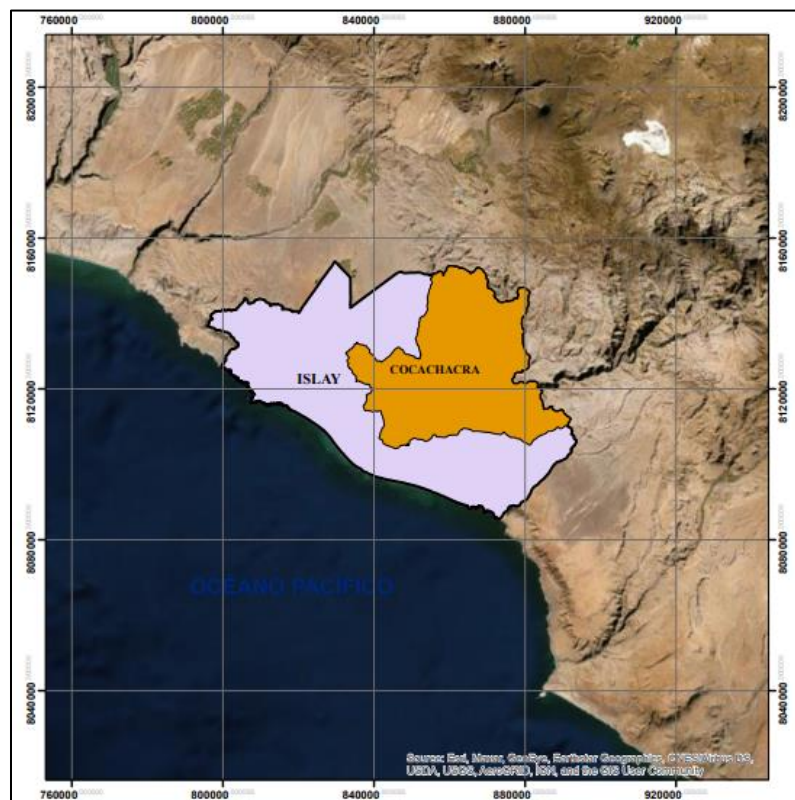 760000 800000 840000 880000 920000
8200000 8200000
8160000 8160000
COCACHACRA
ISLAY
8120000 8120000
8080000 8080000
OCÉANO PACÍFICO
8040000 8040000
Source: Esri, Maxar, GeoEye, Earthstar Geographics, CNES/Airbus DS,
USDA, USGS, AeroGRID, IGN, and the GIS User Community
760000 800000 840000 880000 920000